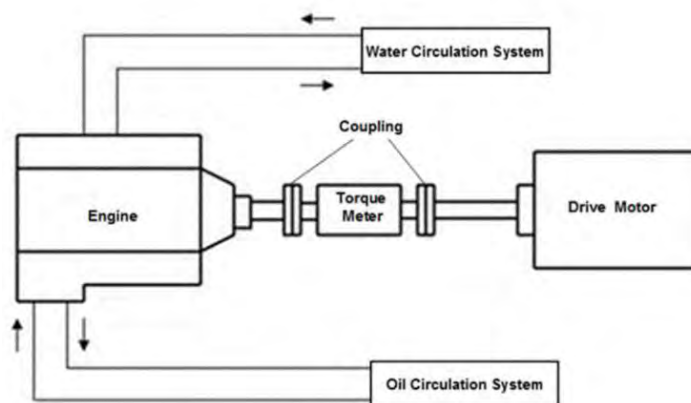 Water Circulation System
Coupling
Engine
Torque
Meter
Drive Motor
Oil Circulation System